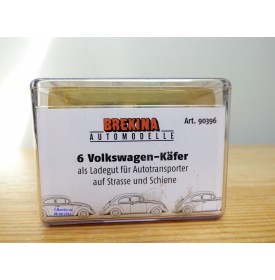 BREKINA
AUTOMODELLE
Art. 90396
6 Volkswagen-Käfer
als Ladegut für Autotransporter
auf Strasse und Schiene